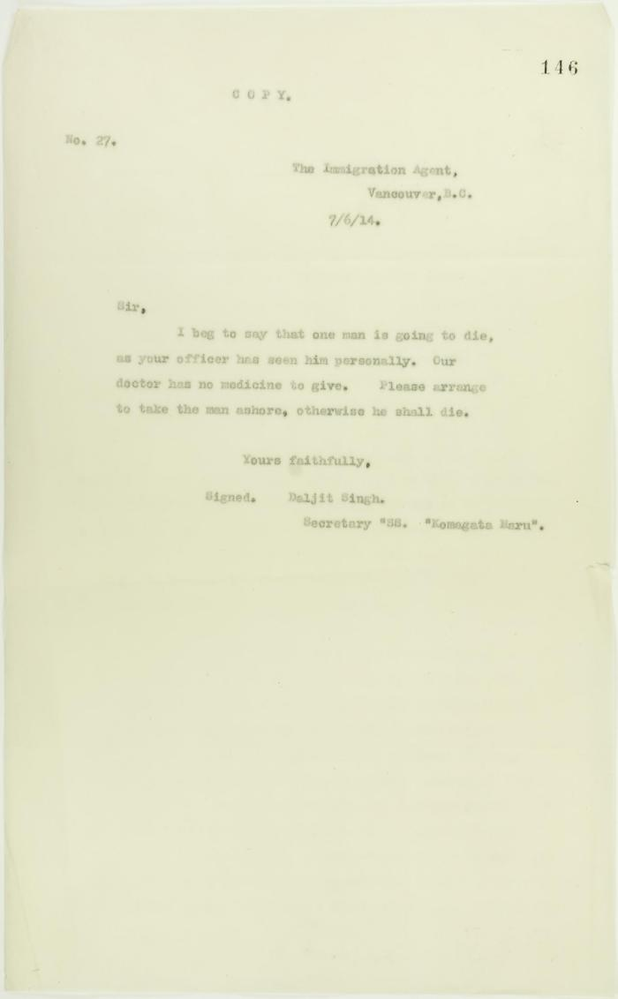 146
C O P Y.
No. 27.
The Immigration Agent,
Vancouver,B.C.
7/6/14.
Sir,
I beg to say that one man is going to die,
as your officer has seen him personally. Our
doctor has no medicine to give. Please arrange
to take the man ashore, otherwise he shall die.
Yours faithfully,
Signed. Daljit Singh.
Secretary "SS. "Komagata Maru".